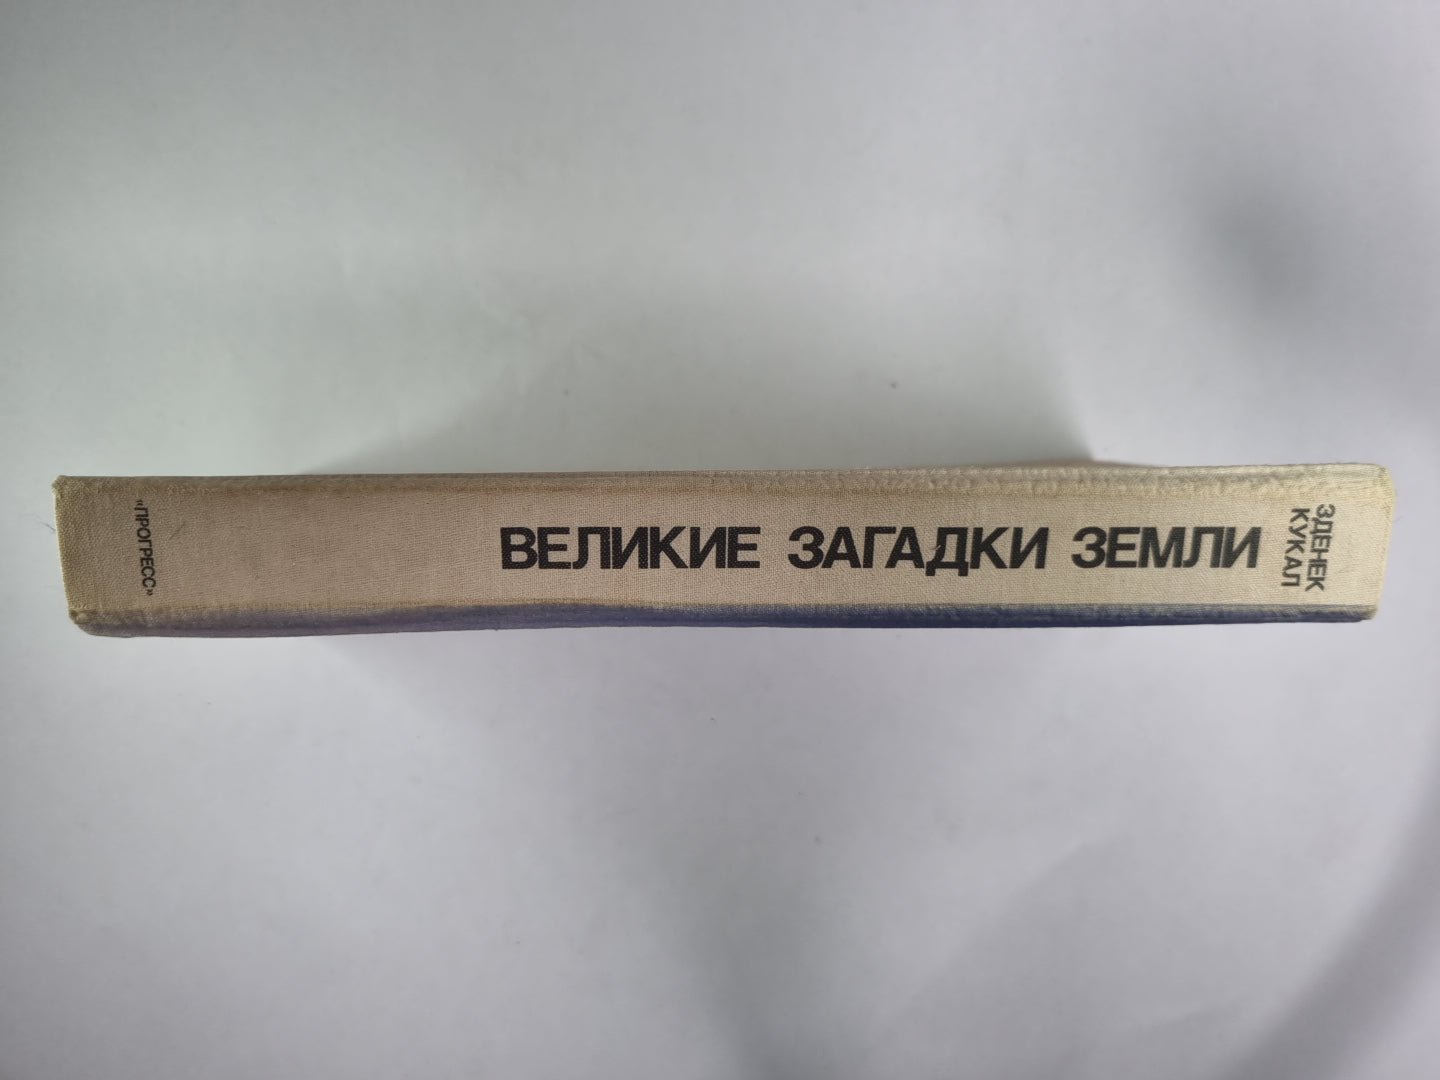 ЗДЕНЕК
КУКАЛ
ВЕЛИКИЕ ЗАГАДКИ ЗЕМЛИ
«ПРОГРЕСС»